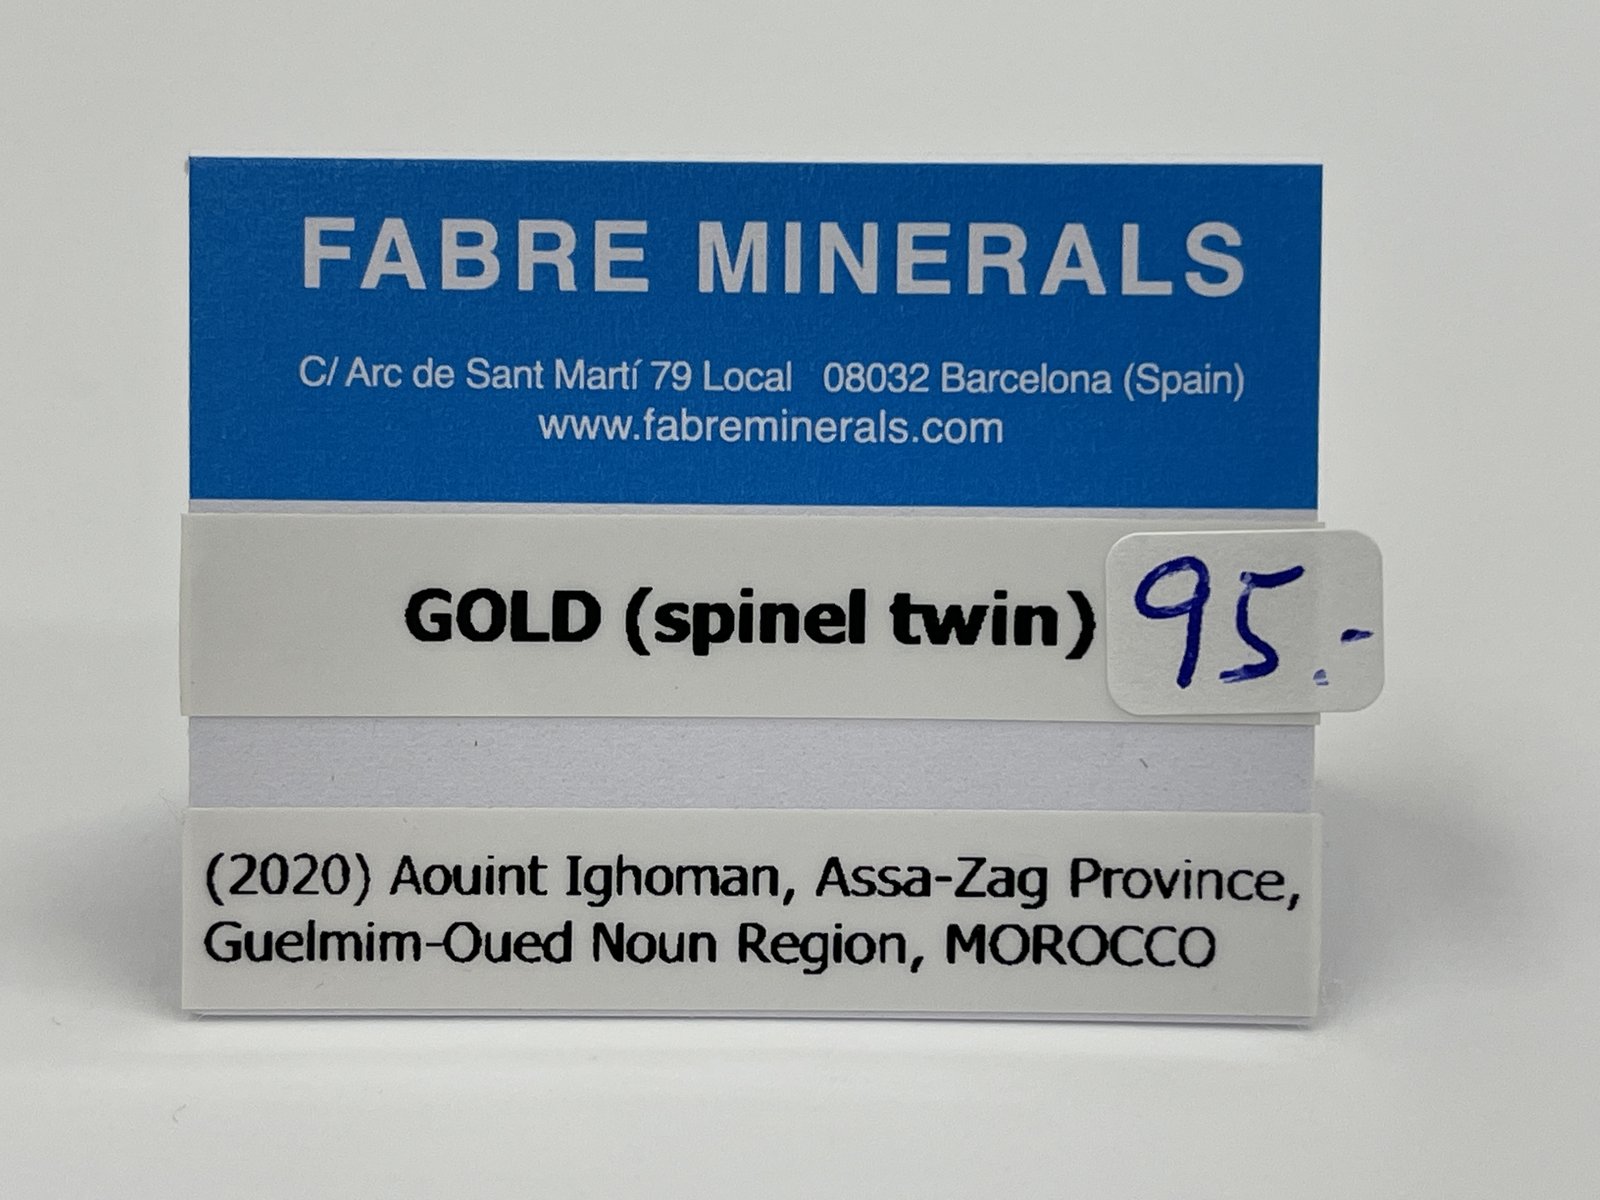 FABRE MINERALS
C/ Arc de Sant Martí 79 Local 08032 Barcelona (Spain)
www.fabreminerals.com
GOLD (spinel twin) 95.-
(2020) Aouint Ighoman, Assa-Zag Province,
Guelmim-Oued Noun Region, MOROCCO